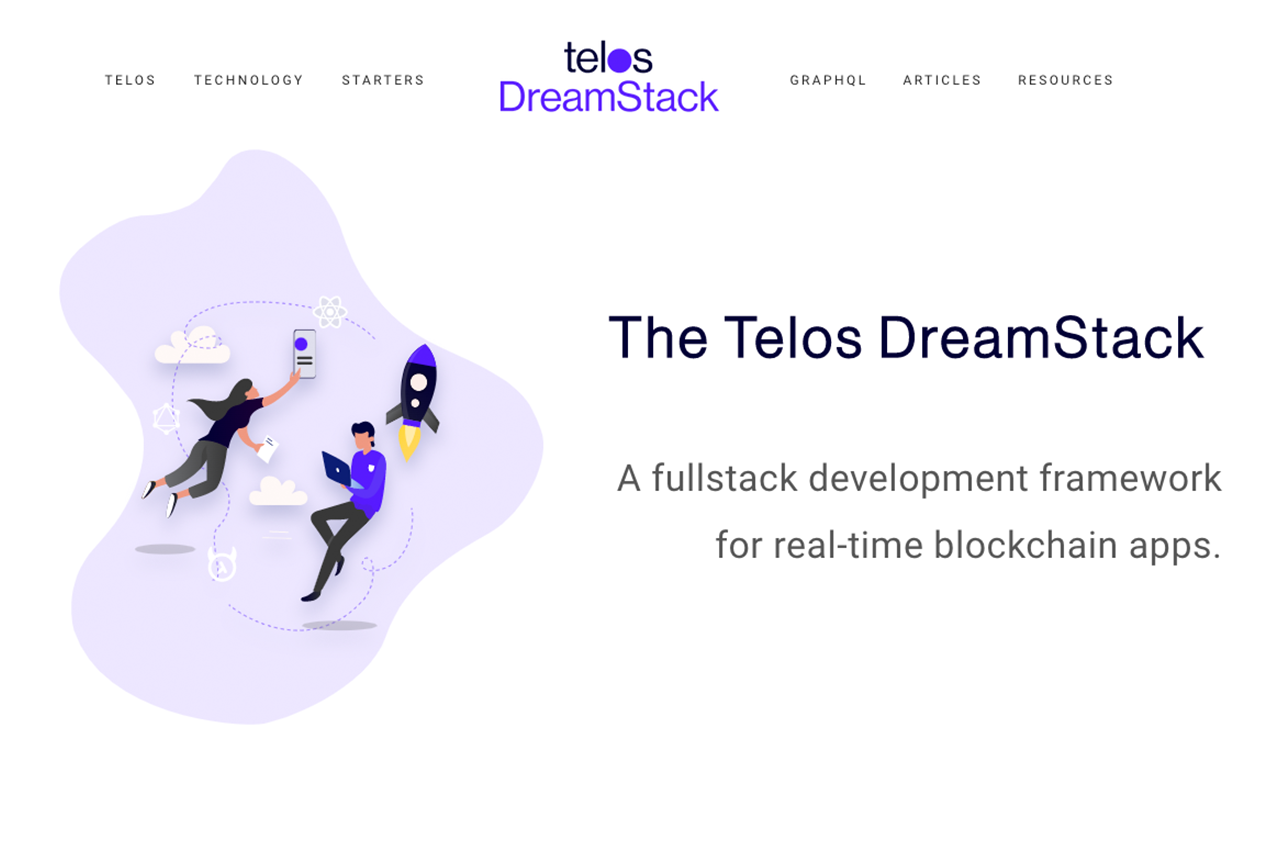 TELOS TECHNOLOGY STARTERS
telos
DreamStack
GRAPHQL ARTICLES RESOURCES
The Telos DreamStack
A fullstack development framework
for real-time blockchain apps.